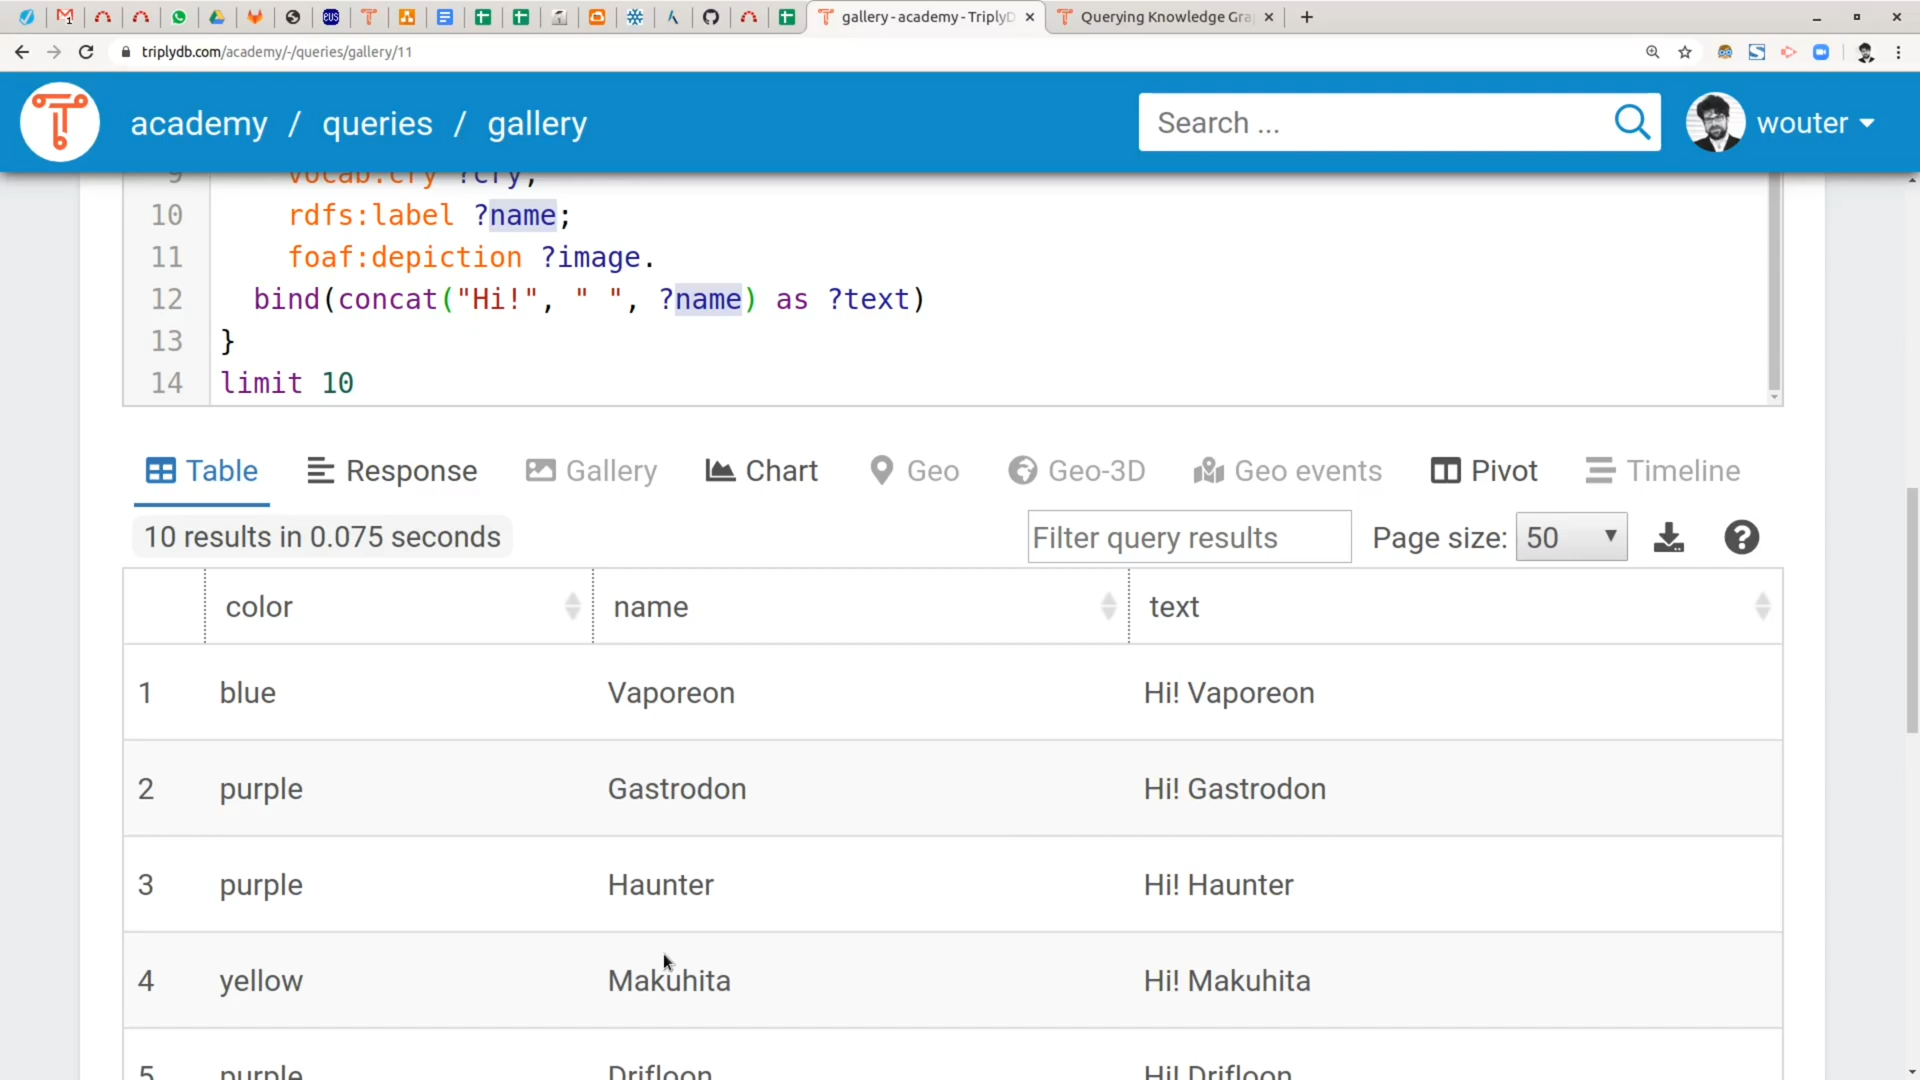 gallery - academy - TriplyD
Querying Knowledge Gra
triplydb.com/academy/-/queries/gallery/11
academy / queries / gallery
Search ...
wouter
9 vocab:cry ?cry;
10 rdfs:label ?name;
11 foaf:depiction ?image.
12 bind(concat("Hi!", " ", ?name) as ?text)
13 }
14 limit 10
Table Response Gallery Chart Geo Geo-3D Geo events Pivot Timeline
10 results in 0.075 seconds
Filter query results
Page size: 50
color name text
1 blue Vaporeon Hi! Vaporeon
2 purple Gastrodon Hi! Gastrodon
3 purple Haunter Hi! Haunter
4 yellow Makuhita Hi! Makuhita
5 purple Drifloon Hi! Drifloon